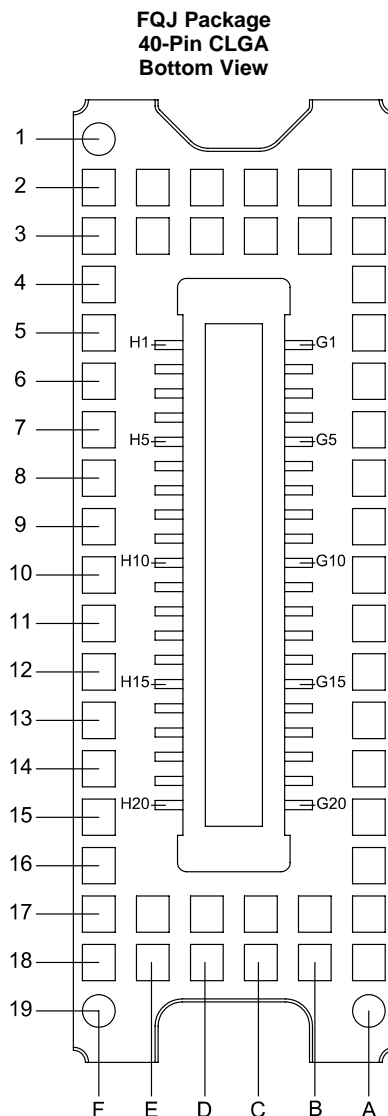 FQJ Package
40-Pin CLGA
Bottom View
1
2
3
4
5
H1 G1
6
7
H5 G5
8
9
10
H10 G10
11
12
H15 G15
13
14
15
H20 G20
16
17
18
19
F E D C B A